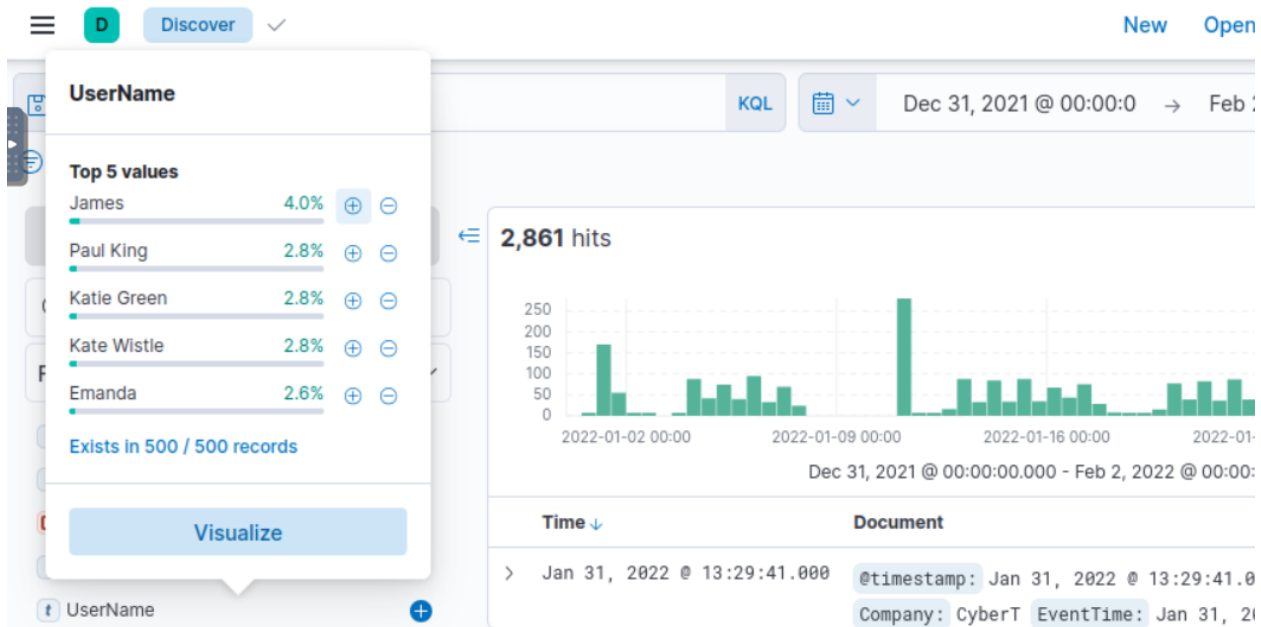 D Discover New Open
UserName
KQL Dec 31, 2021 @ 00:00:0 → Feb
Top 5 values
James 4.0%
Paul King 2.8%
Katie Green 2.8%
Kate Wistle 2.8%
Emanda 2.6%
Exists in 500 / 500 records
Visualize
t UserName
2,861 hits
250
200
150
100
50
0
2022-01-02 00:00 2022-01-09 00:00 2022-01-16 00:00 2022-01-
Dec 31, 2021 @ 00:00:00.000 - Feb 2, 2022 @ 00:00:
Time Document
Jan 31, 2022 @ 13:29:41.000 @timestamp: Jan 31, 2022 @ 13:29:41.0
Company: CyberT EventTime: Jan 31,